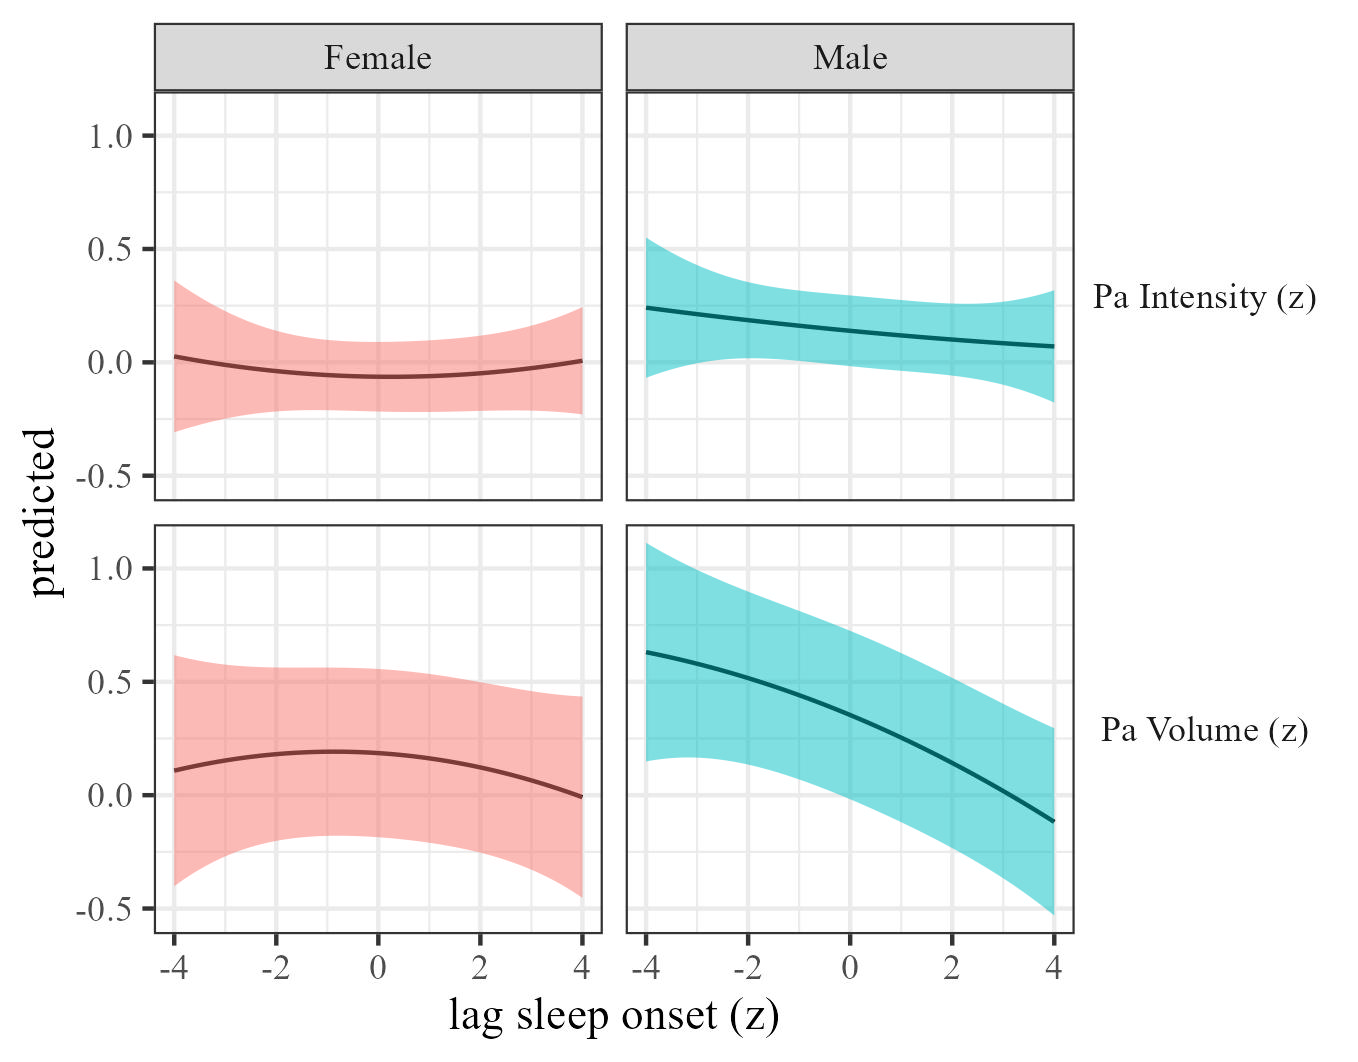 Female Male
1.0
0.5
0.0
-0.5
Pa Intensity (z)
predicted
1.0
0.5
0.0
-0.5
Pa Volume (z)
-4 -2 0 2 4 -4 -2 0 2 4
lag sleep onset (z)